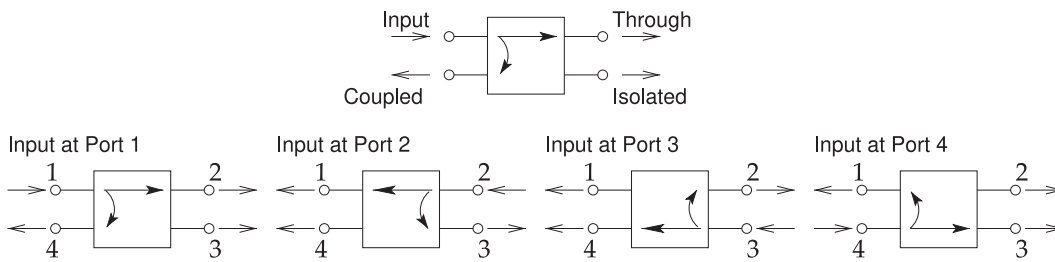 Input Through
Coupled Isolated
Input at Port 1 Input at Port 2 Input at Port 3 Input at Port 4
1 2 1 2 1 2 1 2
4 3 4 3 4 3 4 3